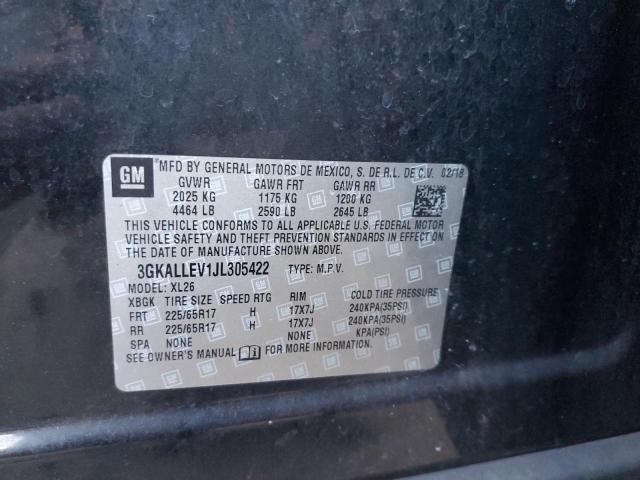 GM MFD BY GENERAL MOTORS DE MEXICO, S. DE R.L. DE C.V. 02/18
GVWR GAWR FRT GAWR RR
2025 KG 1175 KG 1200 KG
4464 LB 2590 LB 2645 LB
THIS VEHICLE CONFORMS TO ALL APPLICABLE U.S. FEDERAL MOTOR
VEHICLE SAFETY AND THEFT PREVENTION STANDARDS IN EFFECT ON
THE DATE OF MANUFACTURE SHOWN ABOVE.
3GKALLEV1JL305422 TYPE: M.P.V.
MODEL: XL26
XBGK TIRE SIZE SPEED RTG RIM COLD TIRE PRESSURE
FRT 225/65R17 H 17X7J 240KPA(35PSI)
RR 225/65R17 H 17X7J 240KPA(35PSI)
SPA NONE NONE KPA(PSI)
SEE OWNER'S MANUAL FOR MORE INFORMATION.